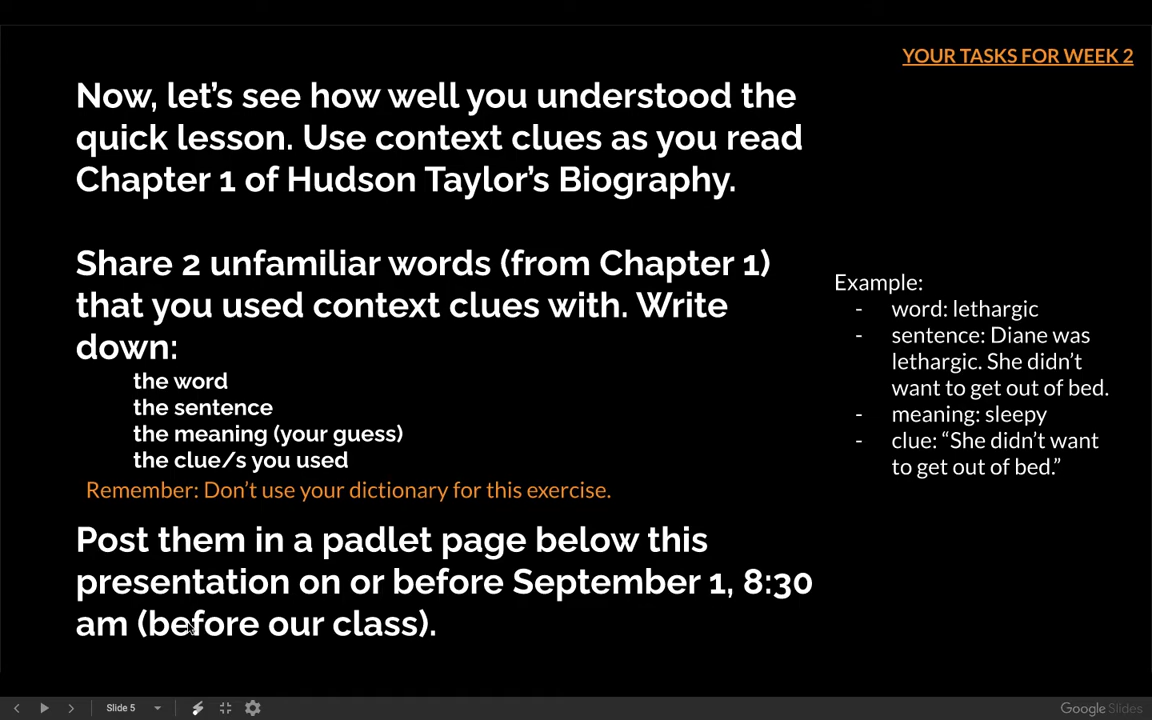 YOUR TASKS FOR WEEK 2
Now, let's see how well you understood the
quick lesson. Use context clues as you read
Chapter 1 of Hudson Taylor's Biography.
Share 2 unfamiliar words (from Chapter 1)
that you used context clues with. Write
down:
the word
the sentence
the meaning (your guess)
the clue/s you used
Remember: Don't use your dictionary for this exercise.
Post them in a padlet page below this
presentation on or before September 1, 8:30
am (before our class).
Example:
- word: lethargic
- sentence: Diane was
lethargic. She didn't
want to get out of bed.
- meaning: sleepy
- clue: “She didn't want
to get out of bed.”
Slide 5
Google Slides